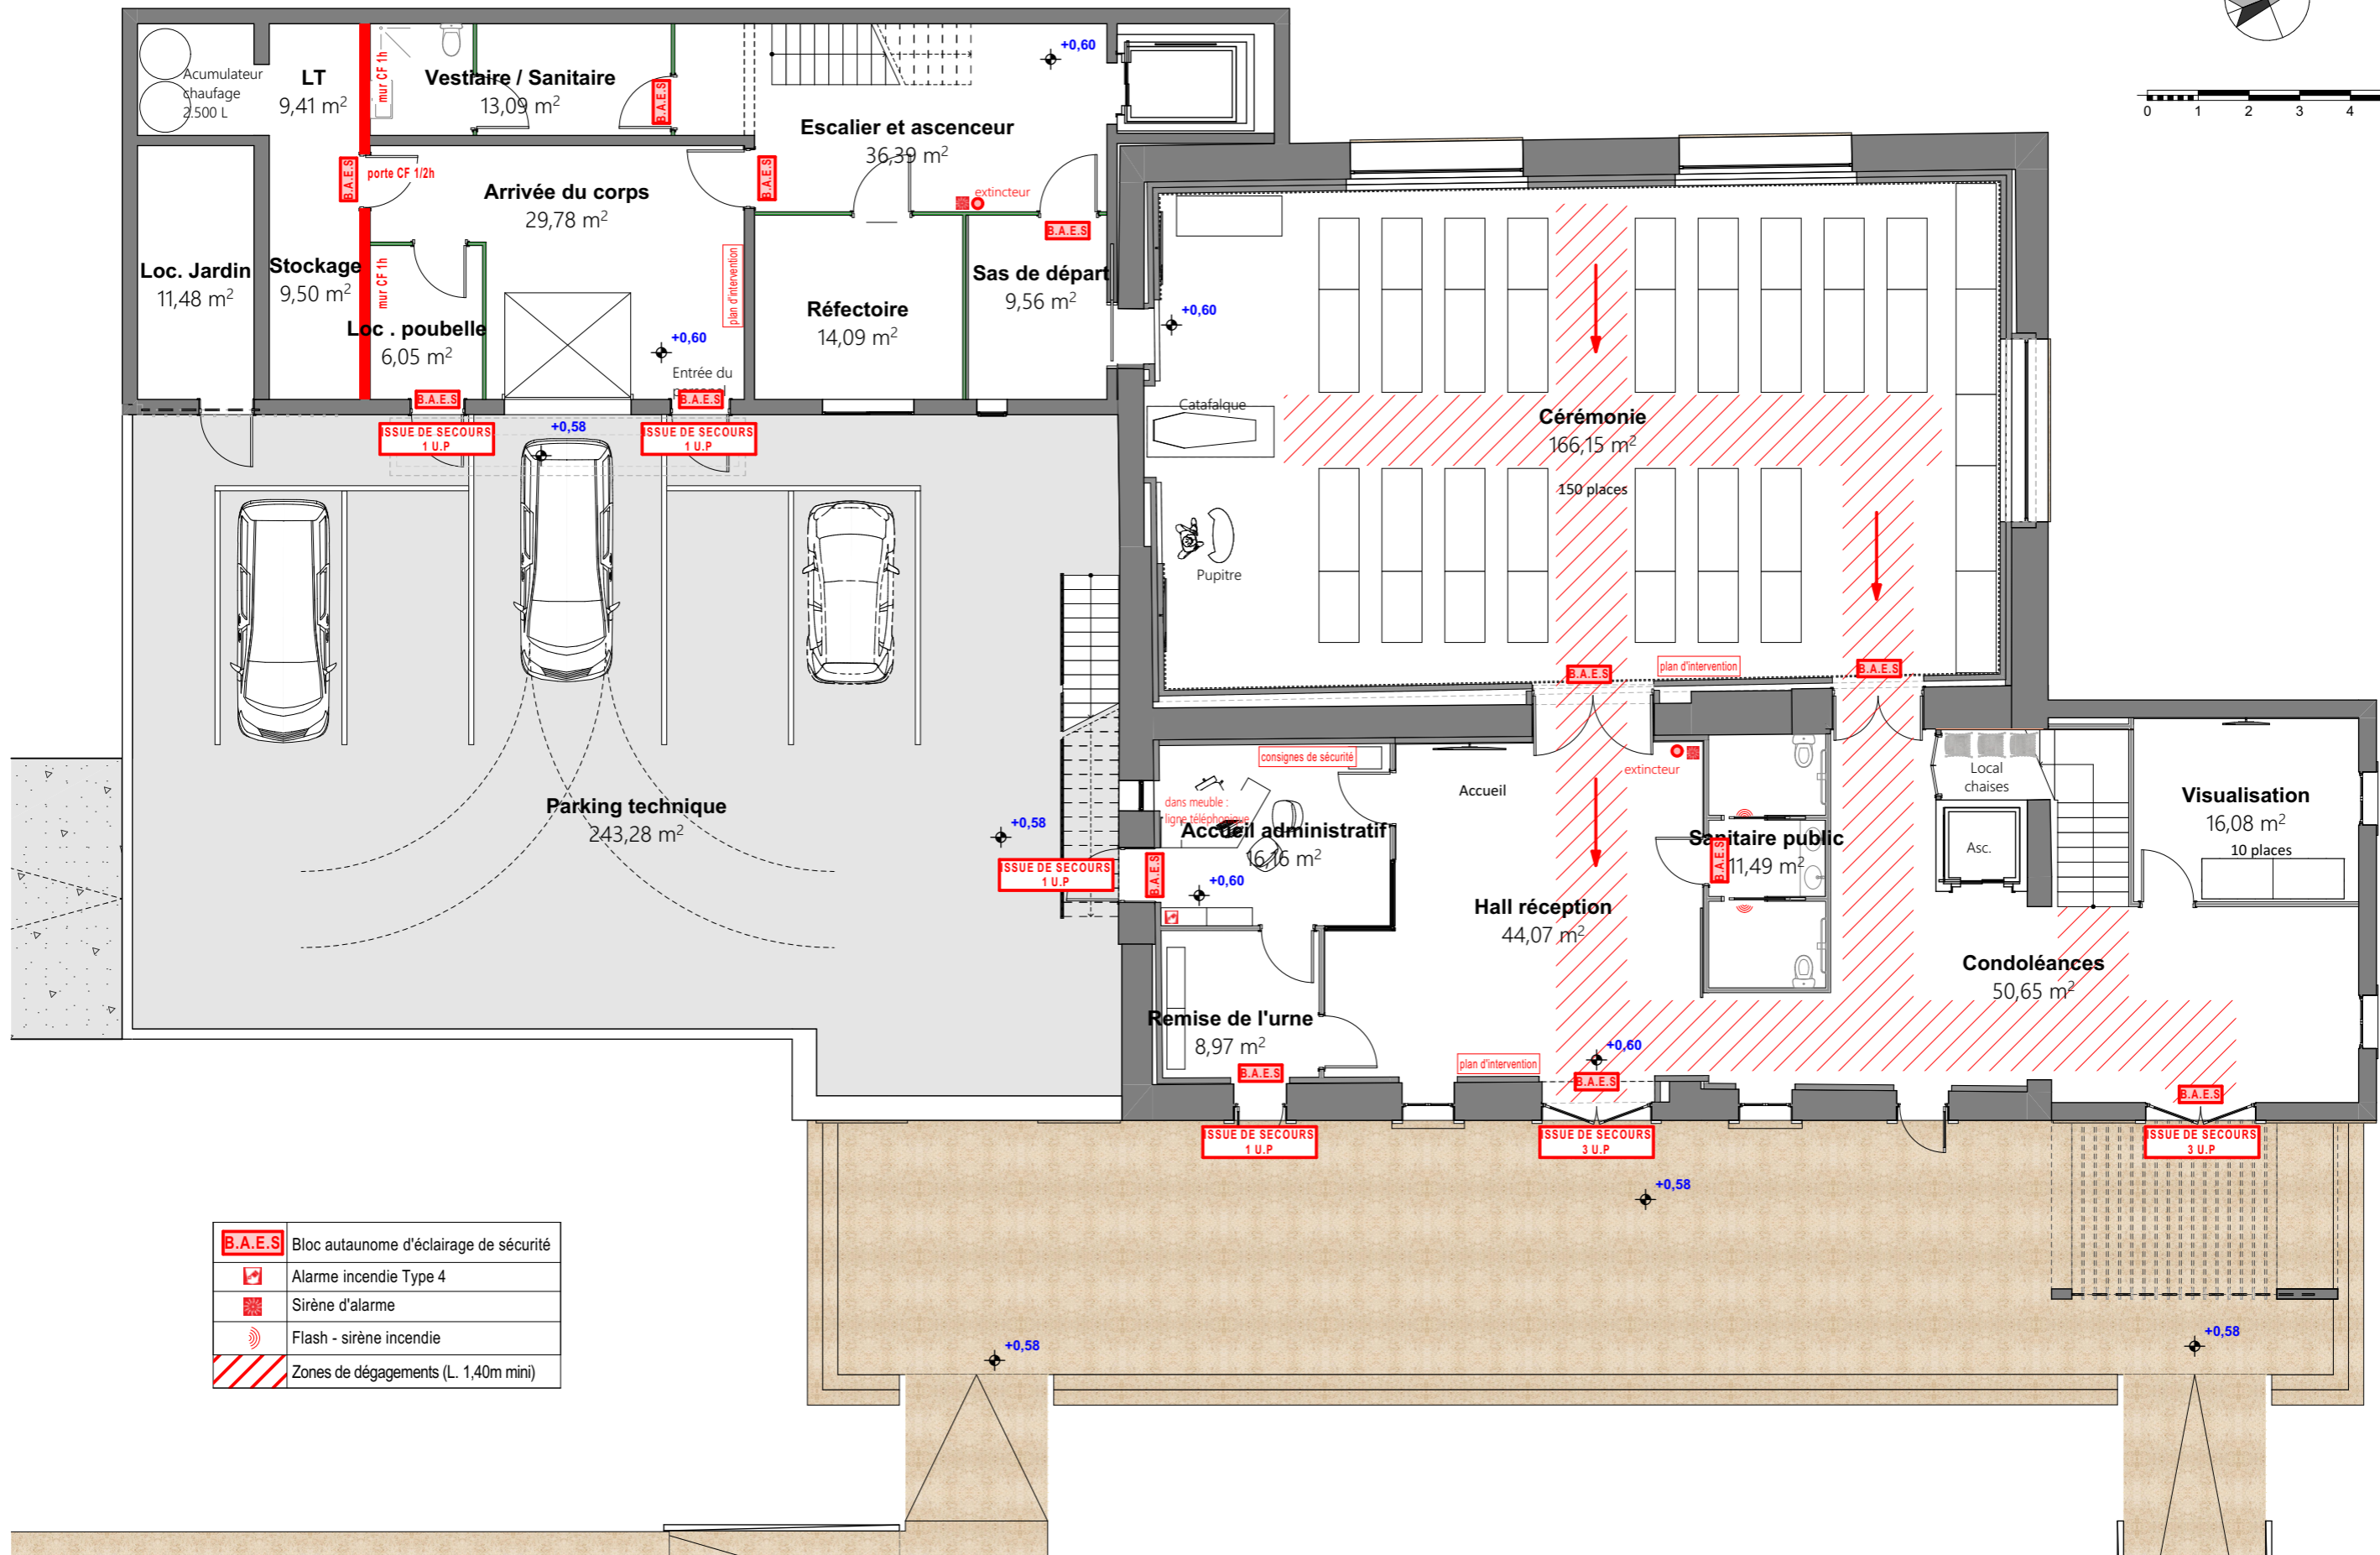 Acumulateur
chaufage
2.500 L
LT
9,41 m²
mur CF 1h
Vestiaire / Sanitaire
13,09 m²
B.A.E.S
Escalier et ascenceur
36,39 m²
+0,60
0 1 2 3 4
B.A.E.S
porte CF 1/2h
Arrivée du corps
29,78 m²
B.A.E.S
extincteur
B.A.E.S
Loc. Jardin
11,48 m²
Stockage
9,50 m²
mur CF 1h
Loc . poubelle
6,05 m²
plan d'intervention
+0,60
Entrée du
personnel
Réfectoire
14,09 m²
Sas de départ
9,56 m²
+0,60
Catafalque
Cérémonie
166,15 m²
150 places
Pupitre
B.A.E.S
B.A.E.S
ISSUE DE SECOURS
1 U.P
+0,58
ISSUE DE SECOURS
1 U.P
B.A.E.S
plan d'intervention
B.A.E.S
Parking technique
243,28 m²
+0,58
ISSUE DE SECOURS
1 U.P
B.A.E.S
consignes de sécurité
dans meuble :
ligne téléphonique
Accueil administratif
16,16 m²
+0,60
Accueil
extincteur
Sanitaire public
11,49 m²
B.A.E.S
Local
chaises
Asc.
Visualisation
16,08 m²
10 places
Hall réception
44,07 m²
Condoléances
50,65 m²
Remise de l'urne
8,97 m²
B.A.E.S
plan d'intervention
+0,60
B.A.E.S
B.A.E.S
ISSUE DE SECOURS
1 U.P
ISSUE DE SECOURS
3 U.P
ISSUE DE SECOURS
3 U.P
+0,58
+0,58
+0,58
B.A.E.S Bloc autaunome d'éclairage de sécurité
Alarme incendie Type 4
Sirène d'alarme
Flash - sirène incendie
Zones de dégagements (L. 1,40m mini)